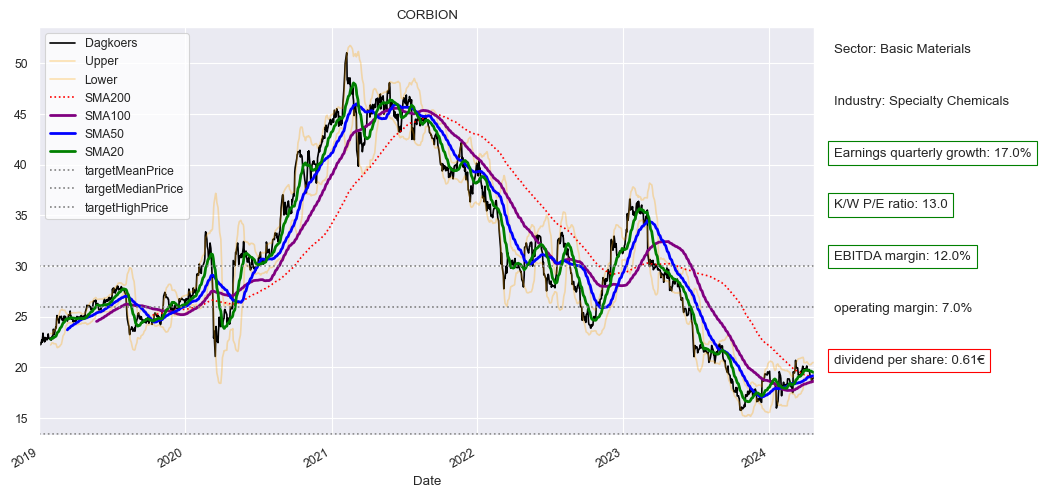 CORBION
Dagkoers
Upper
Lower
SMA200
SMA100
SMA50
SMA20
targetMeanPrice
targetMedianPrice
targetHighPrice
50
45
40
35
30
25
20
15
2019
2020
2021
2022
2023
2024
Date
Sector: Basic Materials
Industry: Specialty Chemicals
Earnings quarterly growth: 17.0%
K/W P/E ratio: 13.0
EBITDA margin: 12.0%
operating margin: 7.0%
dividend per share: 0.61€